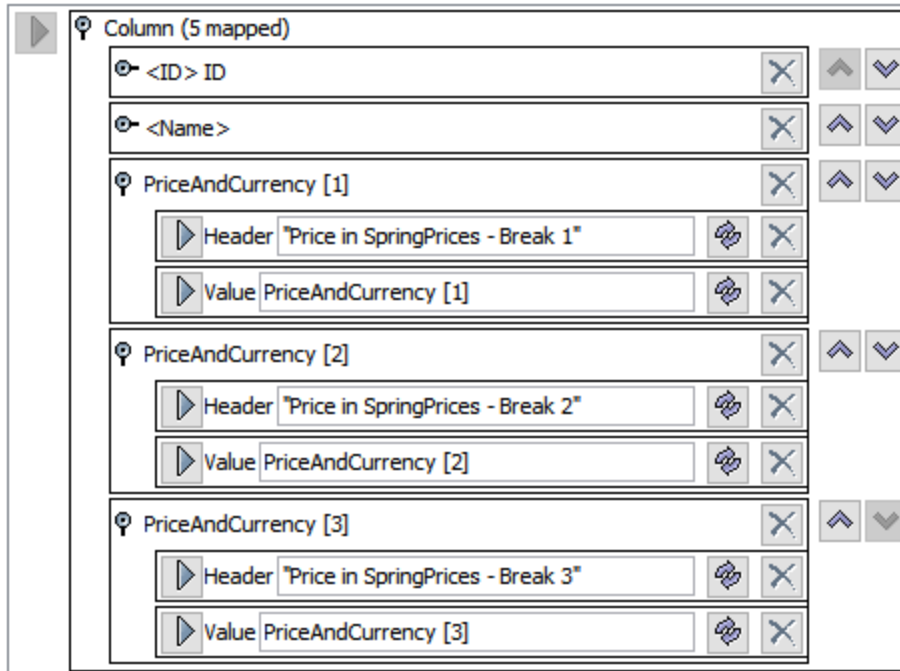 Column (5 mapped)
<ID> ID
<Name>
PriceAndCurrency [1]
Header "Price in SpringPrices - Break 1"
Value PriceAndCurrency [1]
PriceAndCurrency [2]
Header "Price in SpringPrices - Break 2"
Value PriceAndCurrency [2]
PriceAndCurrency [3]
Header "Price in SpringPrices - Break 3"
Value PriceAndCurrency [3]